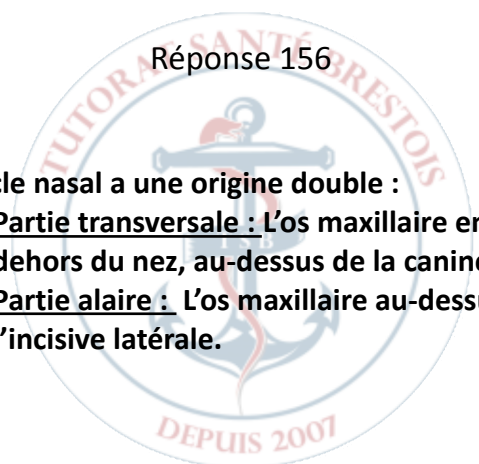 TUTORAT SANTÉ BRESTOIS
Réponse 156
cle nasal a une origine double :
Partie transversale : L'os maxillaire en
dehors du nez, au-dessus de la canine
Partie alaire : L'os maxillaire au-dessu
l'incisive latérale.
DEPUIS 2007